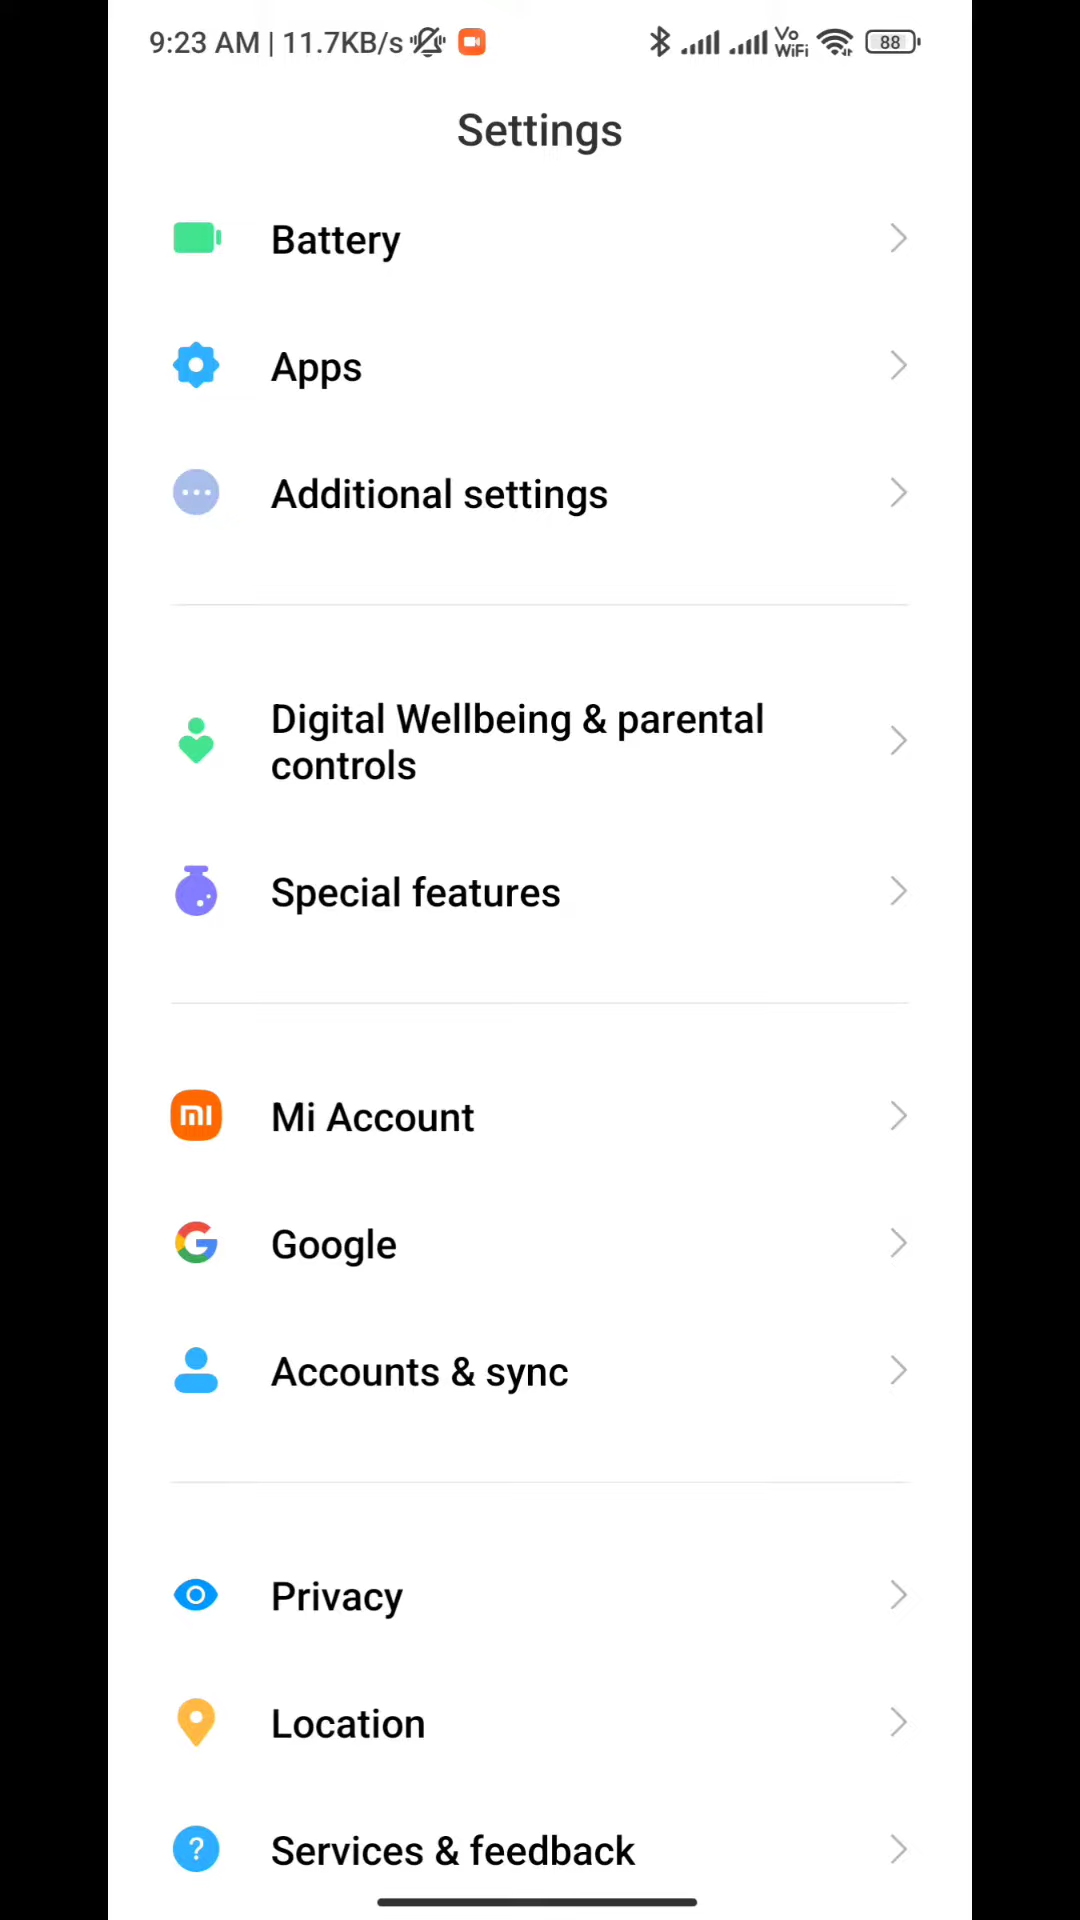 9:23 AM | 11.7KB/s Vo WiFi 88
Settings
Battery
Apps
Additional settings
Digital Wellbeing & parental
controls
Special features
mi Mi Account
G Google
Accounts & sync
Privacy
Location
? Services & feedback